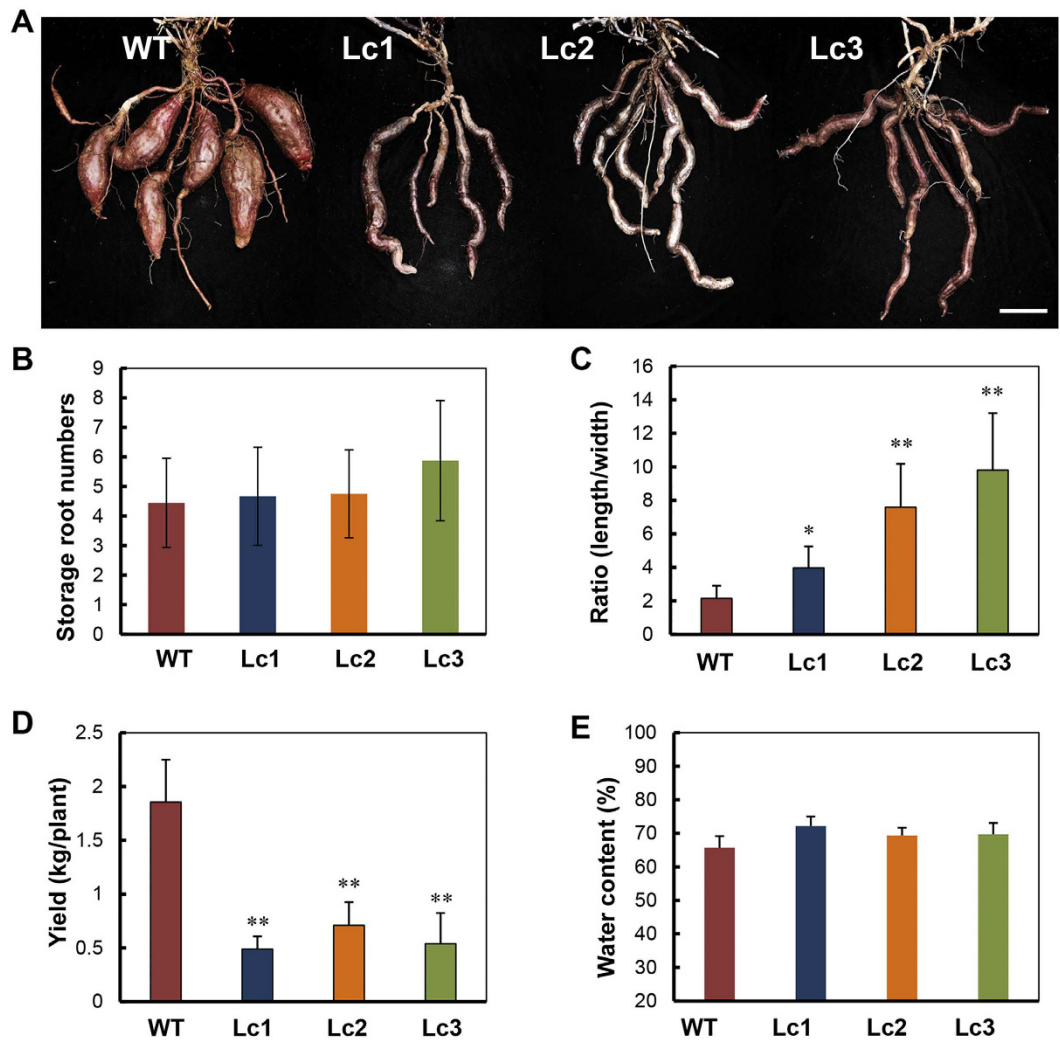 A
WT Lc1 Lc2 Lc3
B
Storage root numbers
9
8
7
6
5
4
3
2
1
0
WT Lc1 Lc2 Lc3
C
Ratio (length/width)
16
14
12
10
8
6
4
2
0
* ** **
WT Lc1 Lc2 Lc3
D
Yield (kg/plant)
2.5
2
1.5
1
0.5
0
** ** **
WT Lc1 Lc2 Lc3
E
Water content (%)
100
90
80
70
60
50
40
30
20
WT Lc1 Lc2 Lc3